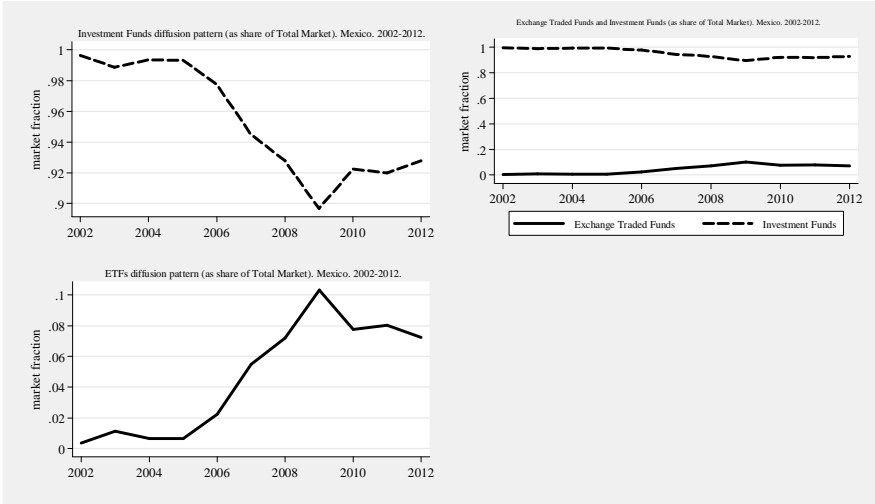 Investment Funds diffusion pattern (as share of Total Market). Mexico. 2002-2012.
1
.98
.96
.94
.92
.9
market fraction
2002 2004 2006 2008 2010 2012
Exchange Traded Funds and Investment Funds (as share of Total Market). Mexico. 2002-2012.
1
.8
.6
.4
.2
0
market fraction
2002 2004 2006 2008 2010 2012
Exchange Traded Funds Investment Funds
ETFs diffusion pattern (as share of Total Market). Mexico. 2002-2012.
.1
.08
.06
.04
.02
0
market fraction
2002 2004 2006 2008 2010 2012